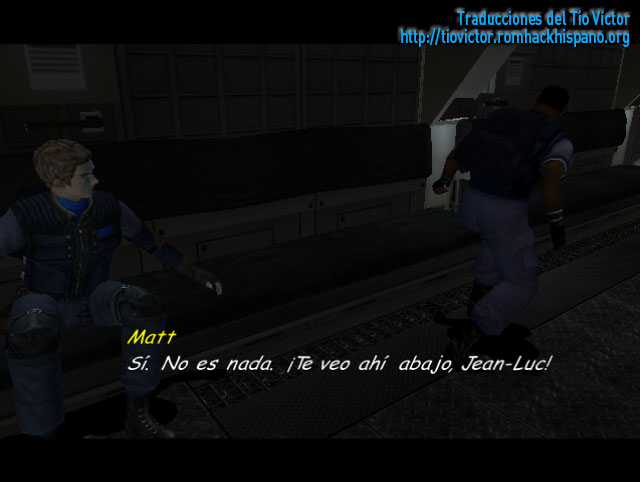 Traducciones del Tío Victor
http://tiovictor.romhackhispano.org
Matt
Sí. No es nada. ¡Te veo ahí abajo, Jean-Luc!